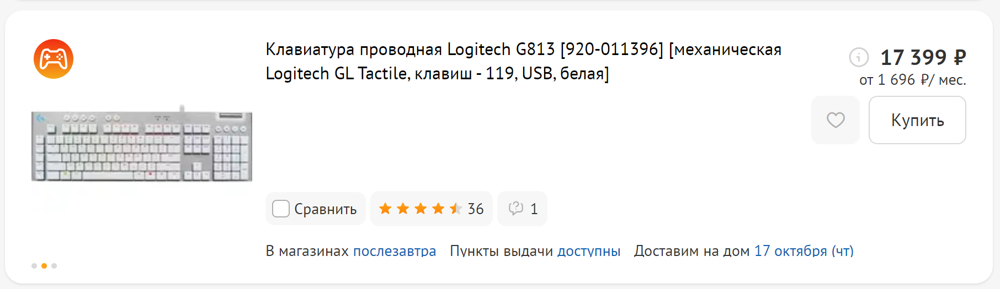 Клавиатура проводная Logitech G813 [920-011396] [механическая
Logitech GL Tactile, клавиш - 119, USB, белая]
17 399 ₽
от 1 696 ₽/ мес.
Купить
Сравнить
36
1
В магазинах послезавтра Пункты выдачи доступны Доставим на дом 17 октября (чт)